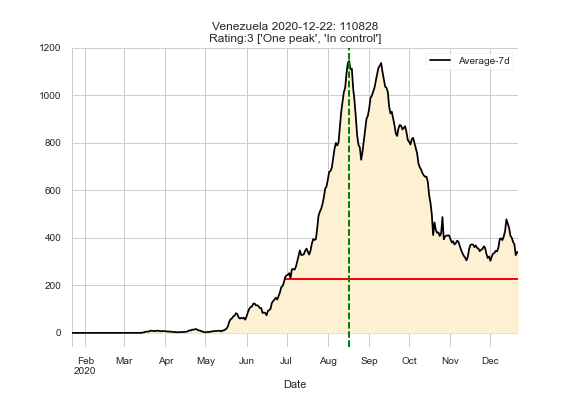 Venezuela 2020-12-22: 110828
Rating:3 ['One peak', 'In control']
Average-7d
1200
1000
800
600
400
200
0
Feb Mar Apr May Jun Jul Aug Sep Oct Nov Dec
2020
Date